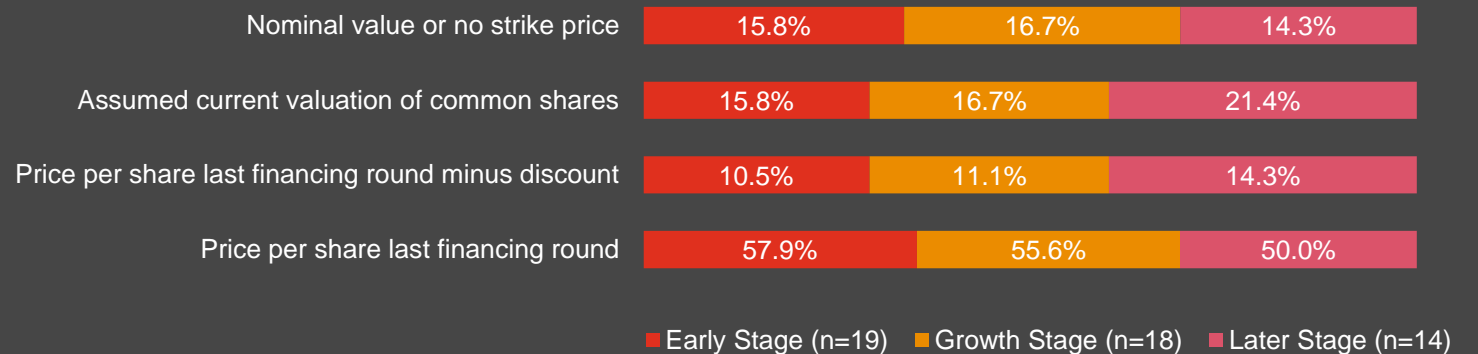 Nominal value or no strike price 15.8% 16.7% 14.3%
Assumed current valuation of common shares 15.8% 16.7% 21.4%
Price per share last financing round minus discount 10.5% 11.1% 14.3%
Price per share last financing round 57.9% 55.6% 50.0%
Early Stage (n=19) Growth Stage (n=18) Later Stage (n=14)